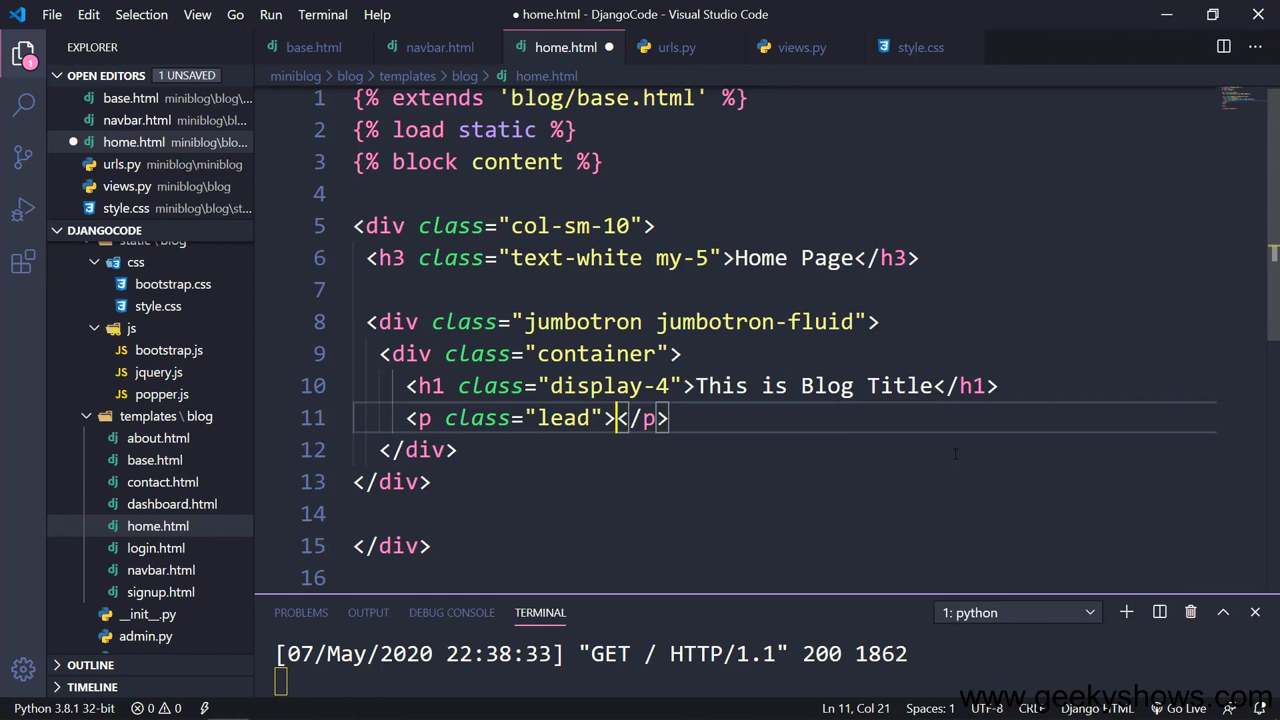 File Edit Selection View Go Run Terminal Help ● home.html - DjangoCode - Visual Studio Code
EXPLORER
base.html navbar.html home.html urls.py views.py style.css
OPEN EDITORS 1 UNSAVED
miniblog > blog > templates > blog > home.html
base.html miniblog\blog\...
navbar.html miniblog\bl...
home.html miniblog\blo...
urls.py miniblog\miniblog
views.py miniblog\blog
style.css miniblog\blog\st...
DJANGOCODE
static \ blog
css
bootstrap.css
style.css
js
bootstrap.js
jquery.js
popper.js
templates \ blog
about.html
base.html
contact.html
dashboard.html
home.html
login.html
navbar.html
signup.html
__init__.py
admin.py
OUTLINE
TIMELINE
1 {% extends 'blog/base.html' %}
2 {% load static %}
3 {% block content %}
4
5 <div class="col-sm-10">
6 <h3 class="text-white my-5">Home Page</h3>
7
8 <div class="jumbotron jumbotron-fluid">
9 <div class="container">
10 <h1 class="display-4">This is Blog Title</h1>
11 <p class="lead"></p>
12 </div>
13 </div>
14
15 </div>
16
PROBLEMS OUTPUT DEBUG CONSOLE TERMINAL 1: python
[07/May/2020 22:38:33] "GET / HTTP/1.1" 200 1862
www.geekyshows.com
Python 3.8.1 32-bit 0 0 Ln 11, Col 21 Spaces: 1 UTF-8 CRLF Django HTML Go Live
1